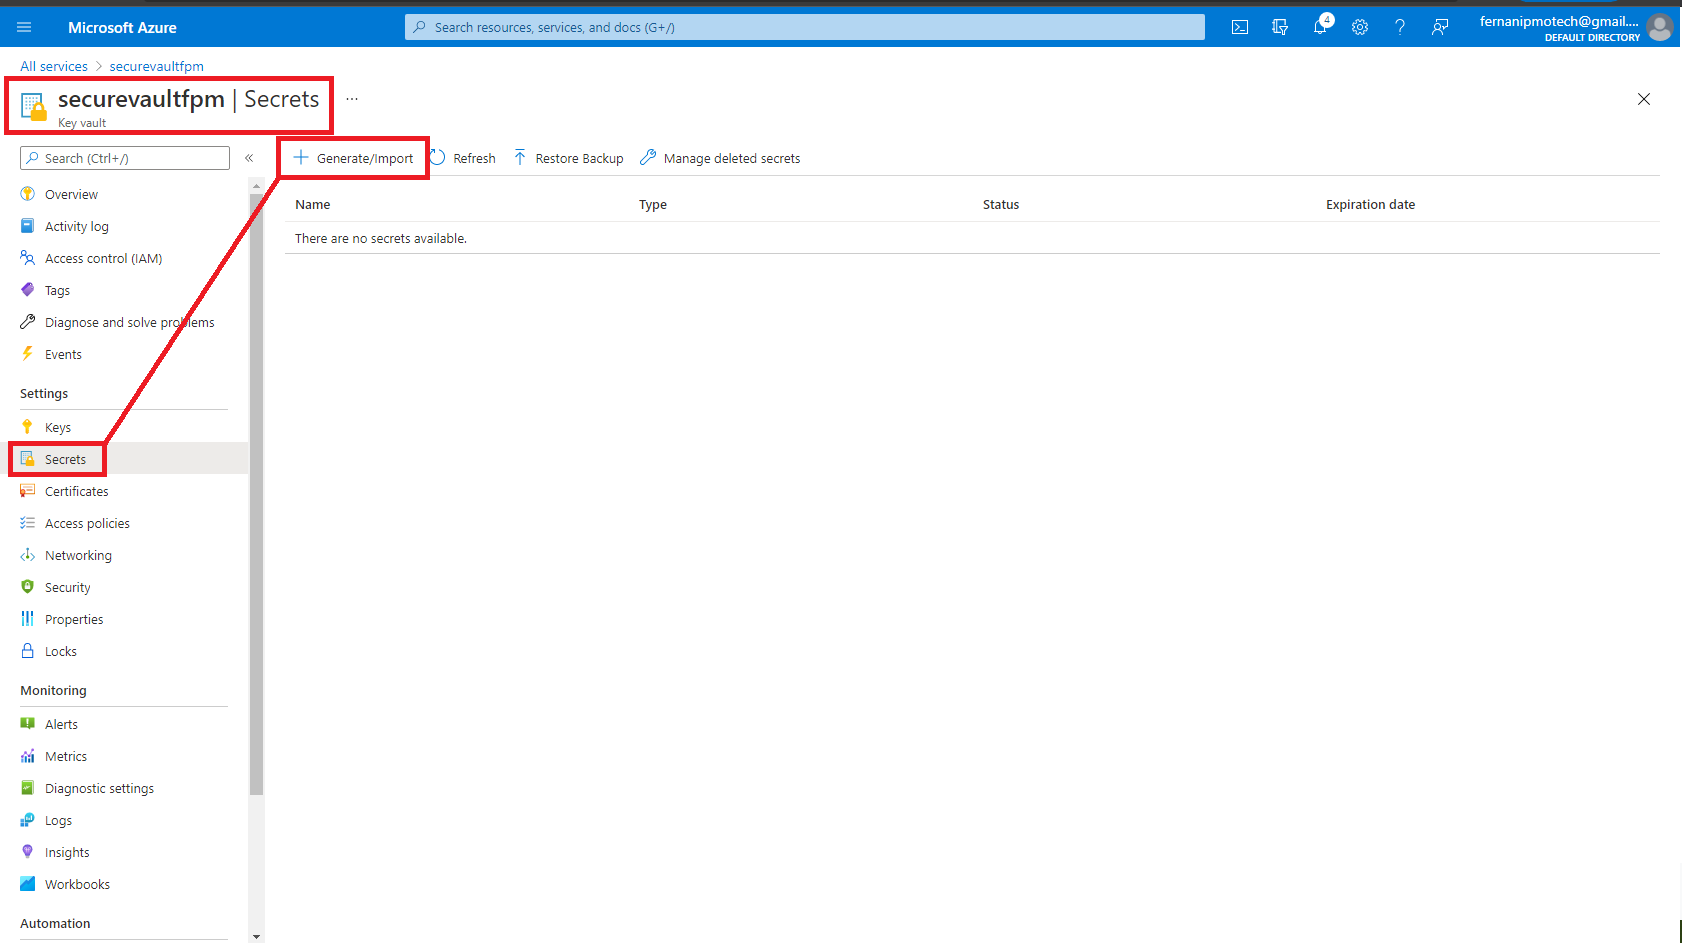 Microsoft Azure
Search resources, services, and docs (G+/)
4
fernanipmotech@gmail....
DEFAULT DIRECTORY
All services > securevaultfpm
securevaultfpm | Secrets ...
Key vault
Search (Ctrl+/)
«
Generate/Import
Refresh
Restore Backup
Manage deleted secrets
Overview
Activity log
Access control (IAM)
Tags
Diagnose and solve problems
Events
Settings
Keys
Secrets
Certificates
Access policies
Networking
Security
Properties
Locks
Monitoring
Alerts
Metrics
Diagnostic settings
Logs
Insights
Workbooks
Automation
Name Type Status Expiration date
There are no secrets available.